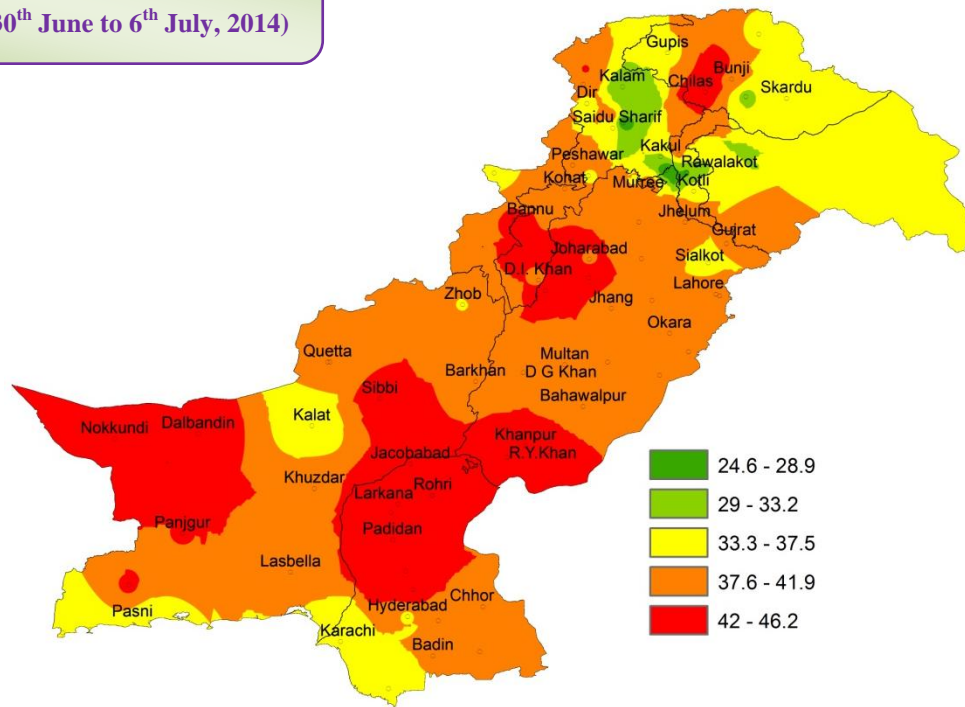 30th June to 6th July, 2014)
Gupis
Kalam
Chilas
Bunji
Skardu
Dir
Saidu Sharif
Kakul
Peshawar
Rawalakot
Kohat
Murree
Kotli
Bannu
Jhelum
Gujrat
Joharabad
Sialkot
D.I. Khan
Lahore
Zhob
Jhang
Okara
Quetta
Multan
Barkhan
D G Khan
Sibbi
Bahawalpur
Kalat
Nokkundi
Dalbandin
Khanpur
R.Y.Khan
Jacobabad
Khuzdar
Larkana
Rohri
Panjgur
Padidan
Lasbella
Chhor
Pasni
Hyderabad
Karachi
Badin
24.6 - 28.9
29 - 33.2
33.3 - 37.5
37.6 - 41.9
42 - 46.2